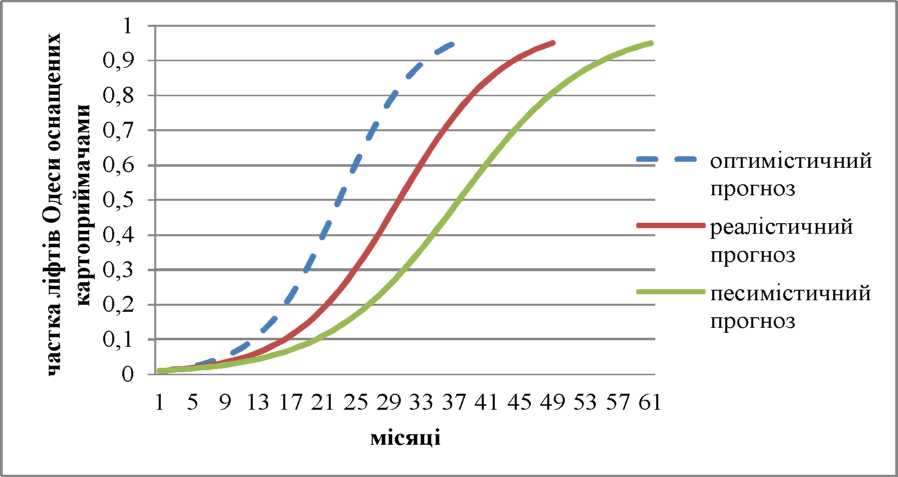 частка ліфтів Одеси оснащених
картоприймачами
1
0,9
0,8
0,7
0,6
0,5
0,4
0,3
0,2
0,1
0
1 5 9 13 17 21 25 29 33 37 41 45 49 53 57 61
місяці
оптимістичний
прогноз
реалістичний
прогноз
песимістичний
прогноз